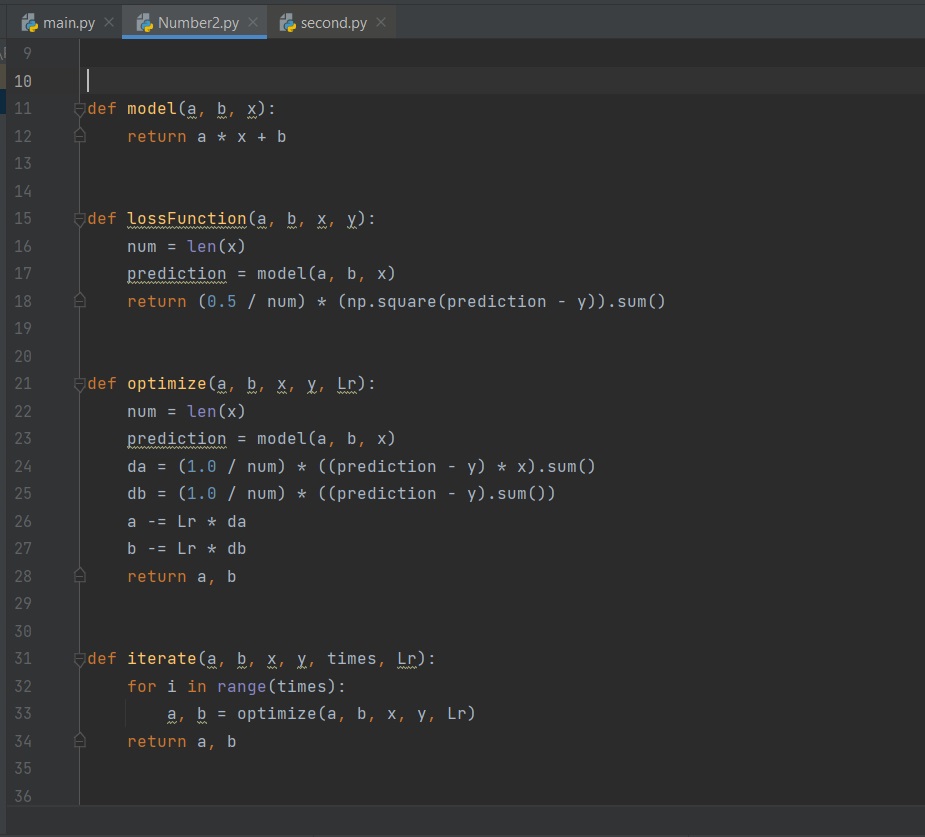 main.py Number2.py second.py
9
10
11 def model(a, b, x):
12     return a * x + b
13
14
15 def lossFunction(a, b, x, y):
16     num = len(x)
17     prediction = model(a, b, x)
18     return (0.5 / num) * (np.square(prediction - y)).sum()
19
20
21 def optimize(a, b, x, y, Lr):
22     num = len(x)
23     prediction = model(a, b, x)
24     da = (1.0 / num) * ((prediction - y) * x).sum()
25     db = (1.0 / num) * ((prediction - y).sum())
26     a -= Lr * da
27     b -= Lr * db
28     return a, b
29
30
31 def iterate(a, b, x, y, times, Lr):
32     for i in range(times):
33         a, b = optimize(a, b, x, y, Lr)
34     return a, b
35
36